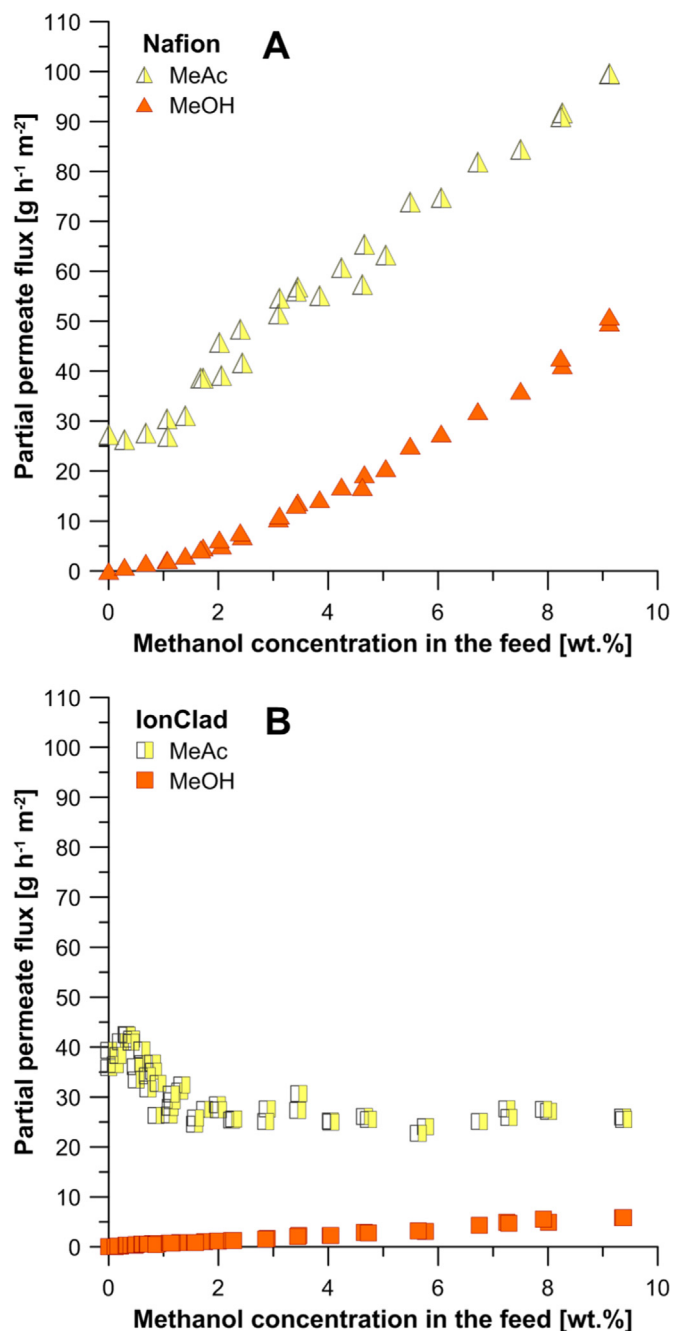 Nafion
A
MeAc
MeOH
110
100
90
80
70
60
50
40
30
20
10
0
Partial permeate flux [g h⁻¹ m⁻²]
0 2 4 6 8 10
Methanol concentration in the feed [wt.%]
IonClad
B
MeAc
MeOH
110
100
90
80
70
60
50
40
30
20
10
0
Partial permeate flux [g h⁻¹ m⁻²]
0 2 4 6 8 10
Methanol concentration in the feed [wt.%]